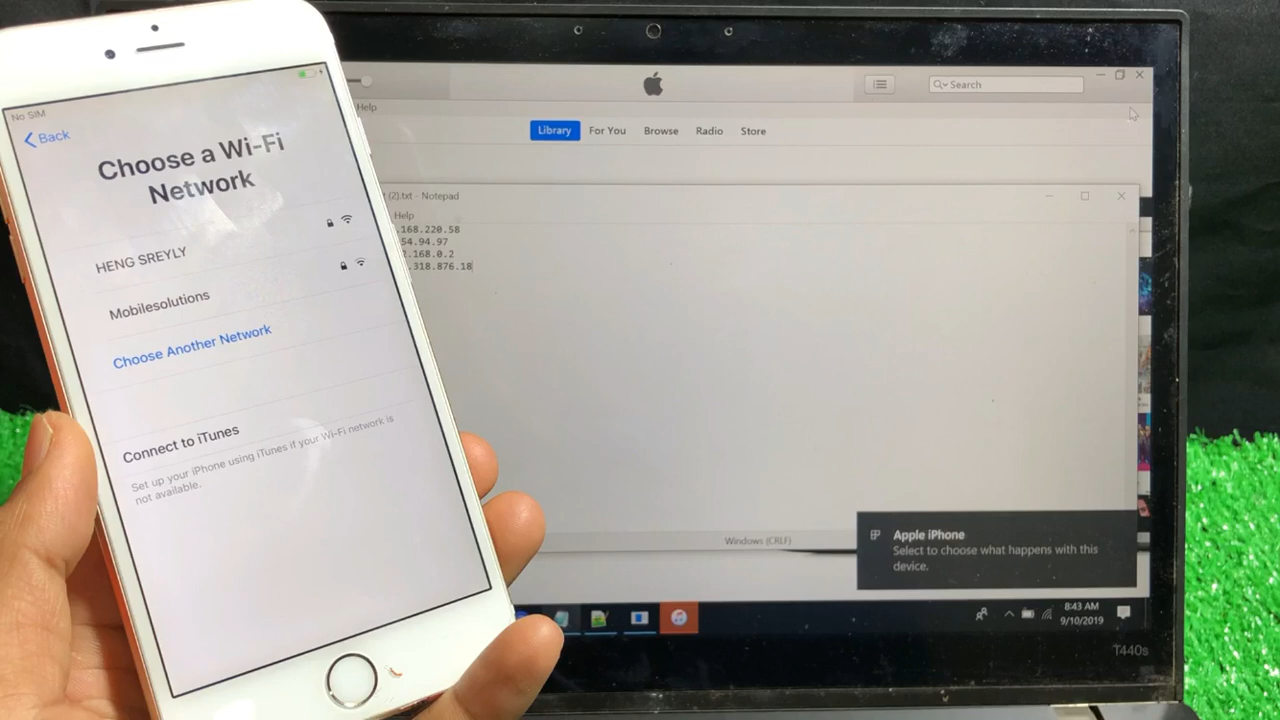 No SIM
Back
Choose a Wi-Fi
Network
HENG SREYLY
Mobilesolutions
Choose Another Network
Connect to iTunes
Set up your iPhone using iTunes if your Wi-Fi network is
not available.
Help
Search
Library For You Browse Radio Store
(2).txt - Notepad
Help
.168.220.58
54.94.97
2.168.0.2
.318.876.18
Windows (CRLF)
Apple iPhone
Select to choose what happens with this
device.
8:43 AM
9/10/2019
T440s